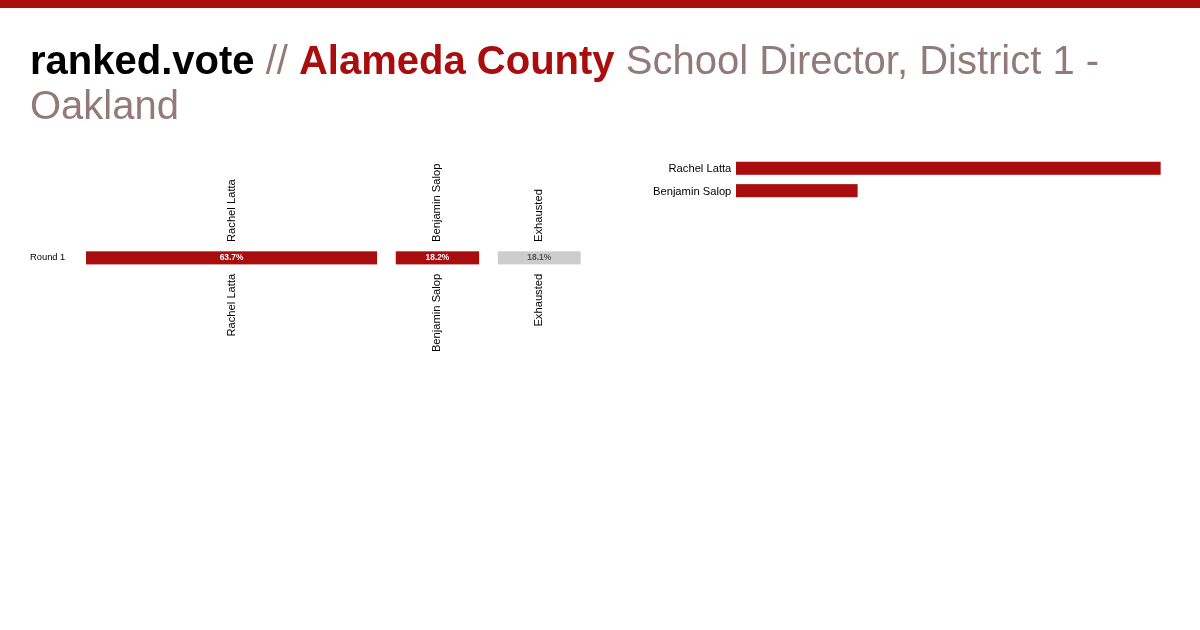 ranked.vote // Alameda County School Director, District 1 -
Oakland
Rachel Latta
Benjamin Salop
Exhausted
Round 1
63.7%
18.2%
18.1%
Rachel Latta
Benjamin Salop
Exhausted
Rachel Latta
Benjamin Salop